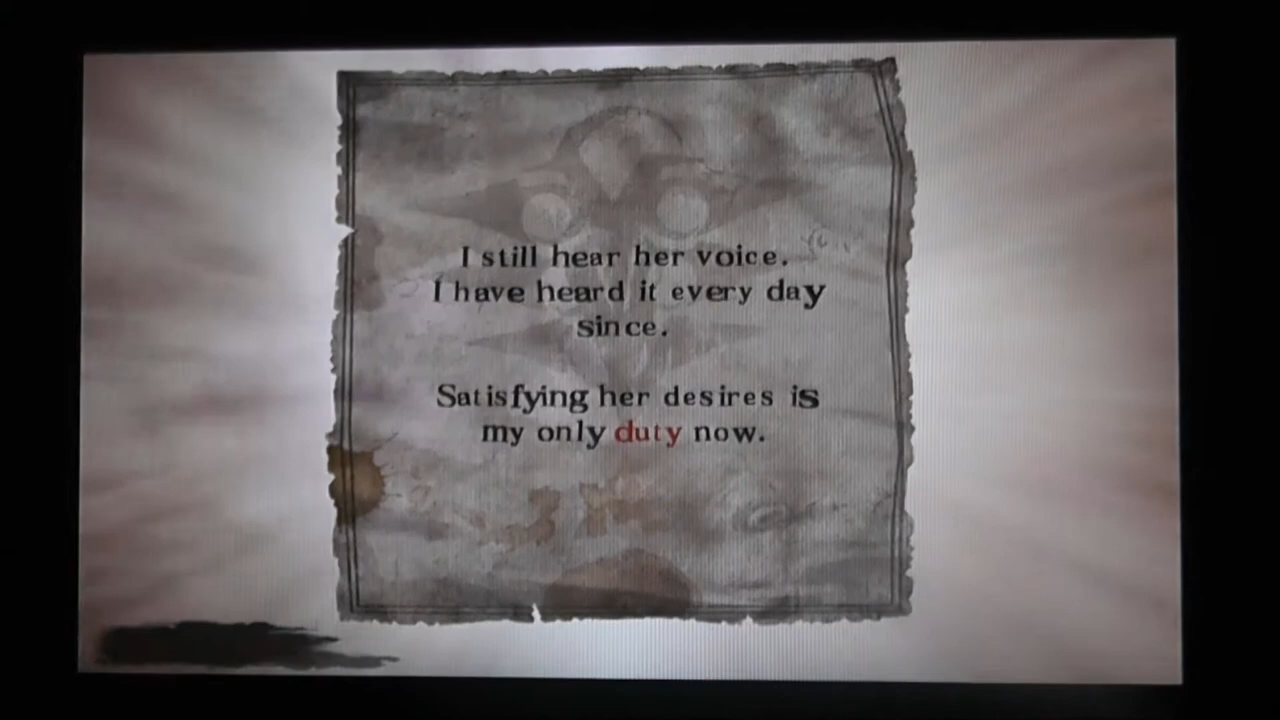 I still hear her voice.
I have heard it every day
since.
Satisfying her desires is
my only duty now.